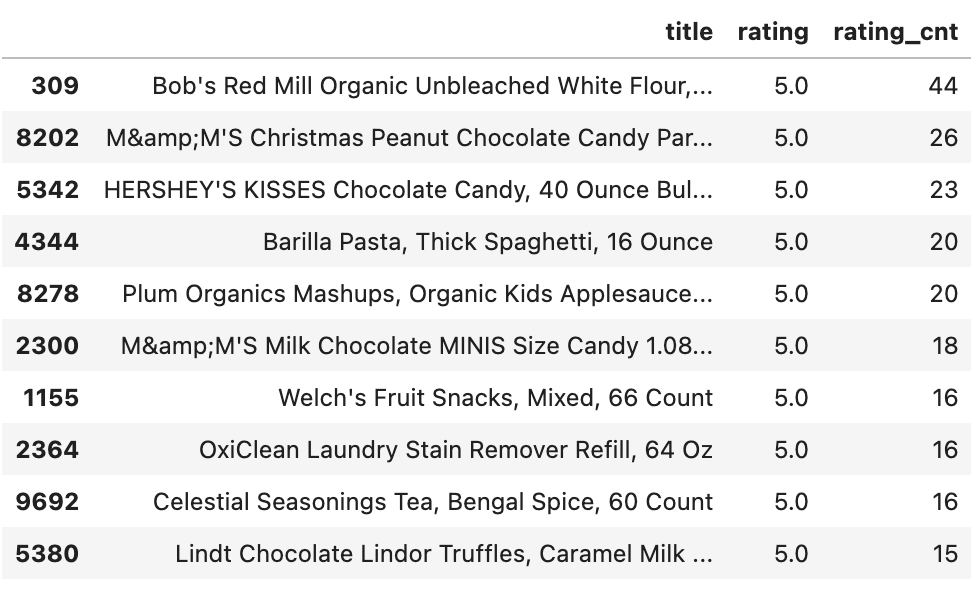 title rating rating_cnt
309 Bob's Red Mill Organic Unbleached White Flour,... 5.0 44
8202 M&amp;M'S Christmas Peanut Chocolate Candy Par... 5.0 26
5342 HERSHEY'S KISSES Chocolate Candy, 40 Ounce Bul... 5.0 23
4344 Barilla Pasta, Thick Spaghetti, 16 Ounce 5.0 20
8278 Plum Organics Mashups, Organic Kids Applesauce... 5.0 20
2300 M&amp;M'S Milk Chocolate MINIS Size Candy 1.08... 5.0 18
1155 Welch's Fruit Snacks, Mixed, 66 Count 5.0 16
2364 OxiClean Laundry Stain Remover Refill, 64 Oz 5.0 16
9692 Celestial Seasonings Tea, Bengal Spice, 60 Count 5.0 16
5380 Lindt Chocolate Lindor Truffles, Caramel Milk ... 5.0 15